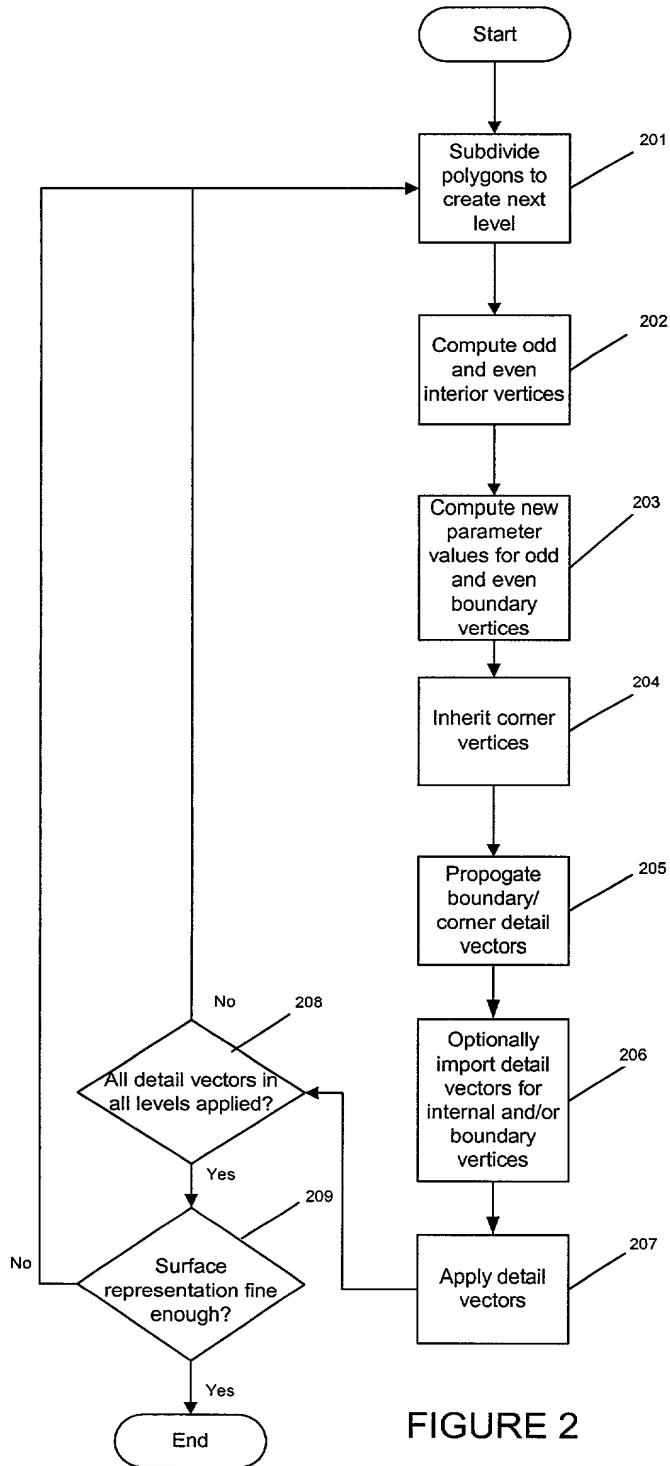 Start
201
Subdivide
polygons to
create next
level
202
Compute odd
and even
interior vertices
203
Compute new
parameter
values for odd
and even
boundary
vertices
204
Inherit corner
vertices
205
Propogate
boundary/
corner detail
vectors
206
Optionally
import detail
vectors for
internal and/or
boundary
vertices
207
Apply detail
vectors
No
208
All detail vectors in
all levels applied?
Yes
209
No
Surface
representation fine
enough?
Yes
End
FIGURE 2